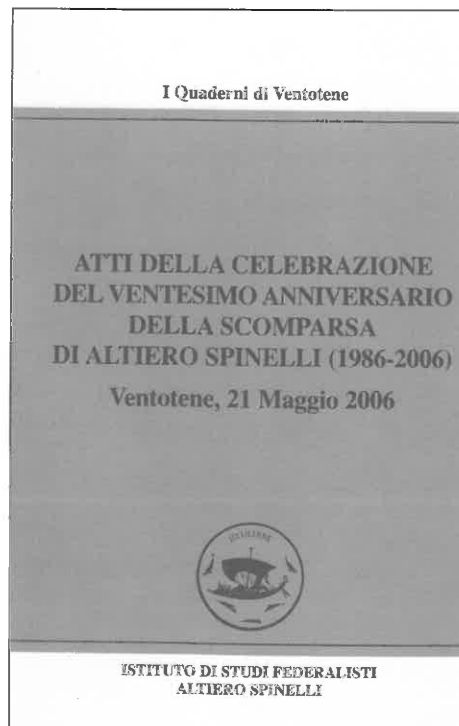 I Quaderni di Ventotene
ATTI DELLA CELEBRAZIONE
DEL VENTESIMO ANNIVERSARIO
DELLA SCOMPARSA
DI ALTIERO SPINELLI (1986-2006)
Ventotene, 21 Maggio 2006
ISTITUTO DI STUDI FEDERALISTI
ALTIERO SPINELLI